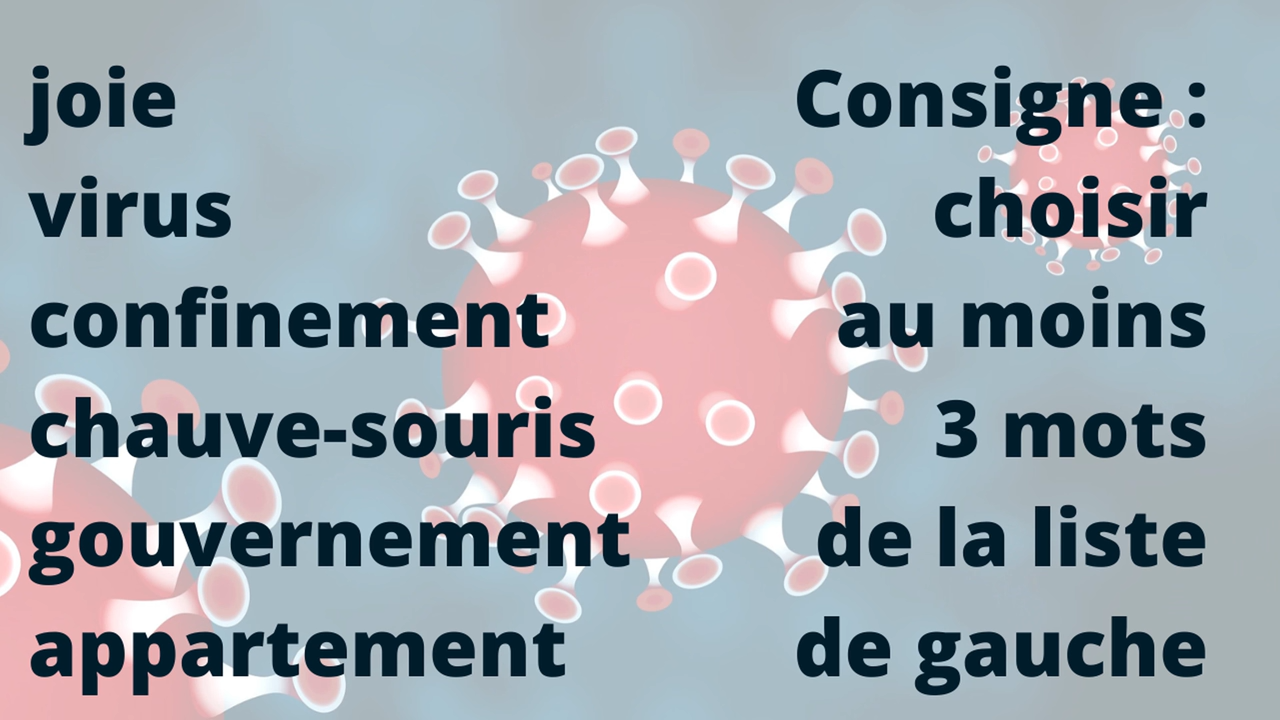 joie
virus
confinement
chauve-souris
gouvernement
appartement
Consigne :
choisir
au moins
3 mots
de la liste
de gauche